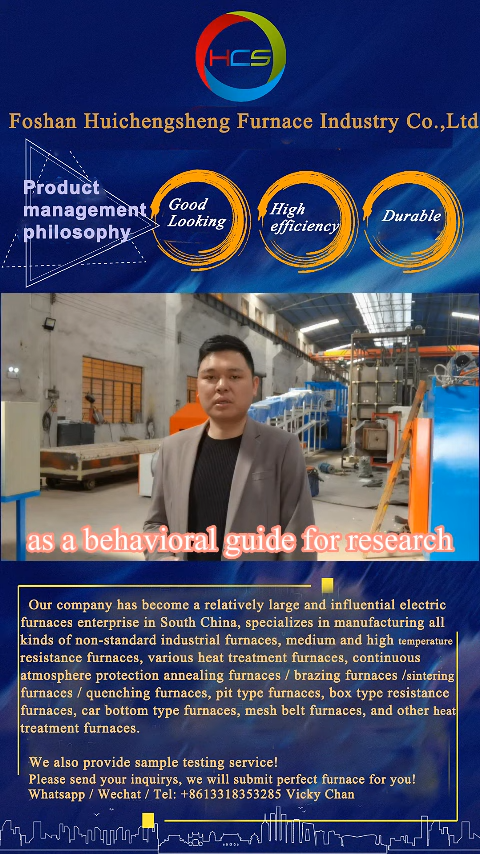 HCS
Foshan Huichengsheng Furnace Industry Co.,Ltd
Product
management
philosophy
Good
Looking
High
efficiency
Durable
as a behavioral guide for research
Our company has become a relatively large and influential electric
furnaces enterprise in South China, specializes in manufacturing all
kinds of non-standard industrial furnaces, medium and high temperature
resistance furnaces, various heat treatment furnaces, continuous
atmosphere protection annealing furnaces / brazing furnaces /sintering
furnaces / quenching furnaces, pit type furnaces, box type resistance
furnaces, car bottom type furnaces, mesh belt furnaces, and other heat
treatment furnaces.
We also provide sample testing service!
Please send your inquirys, we will submit perfect furnace for you!
Whatsapp / Wechat / Tel: +8613318353285 Vicky Chan